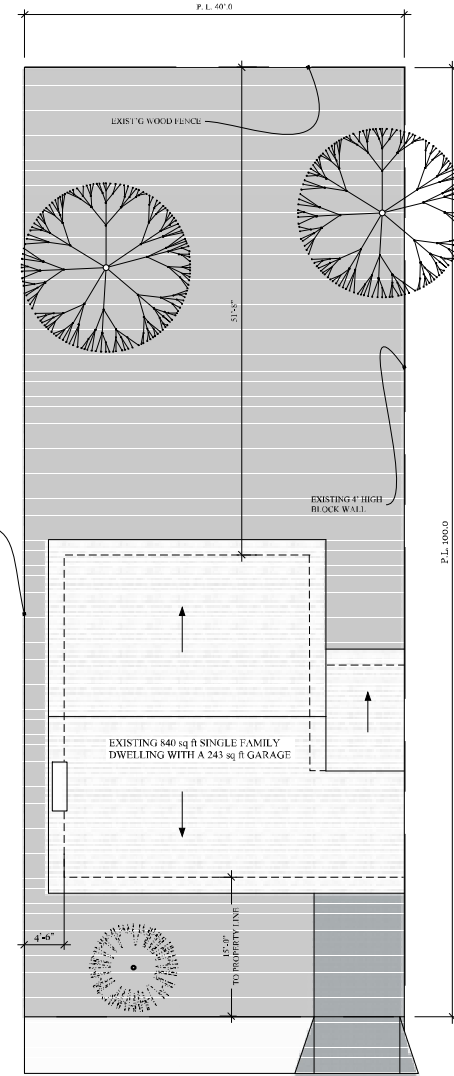 P. L. 40'.0
EXIST'G WOOD FENCE
51'-8"
EXISTING 4' HIGH
BLOCK WALL
P.L. 100.0
EXISTING 840 sq ft SINGLE FAMILY
DWELLING WITH A 243 sq ft GARAGE
4'-6"
15'-0"
TO PROPERTY LINE